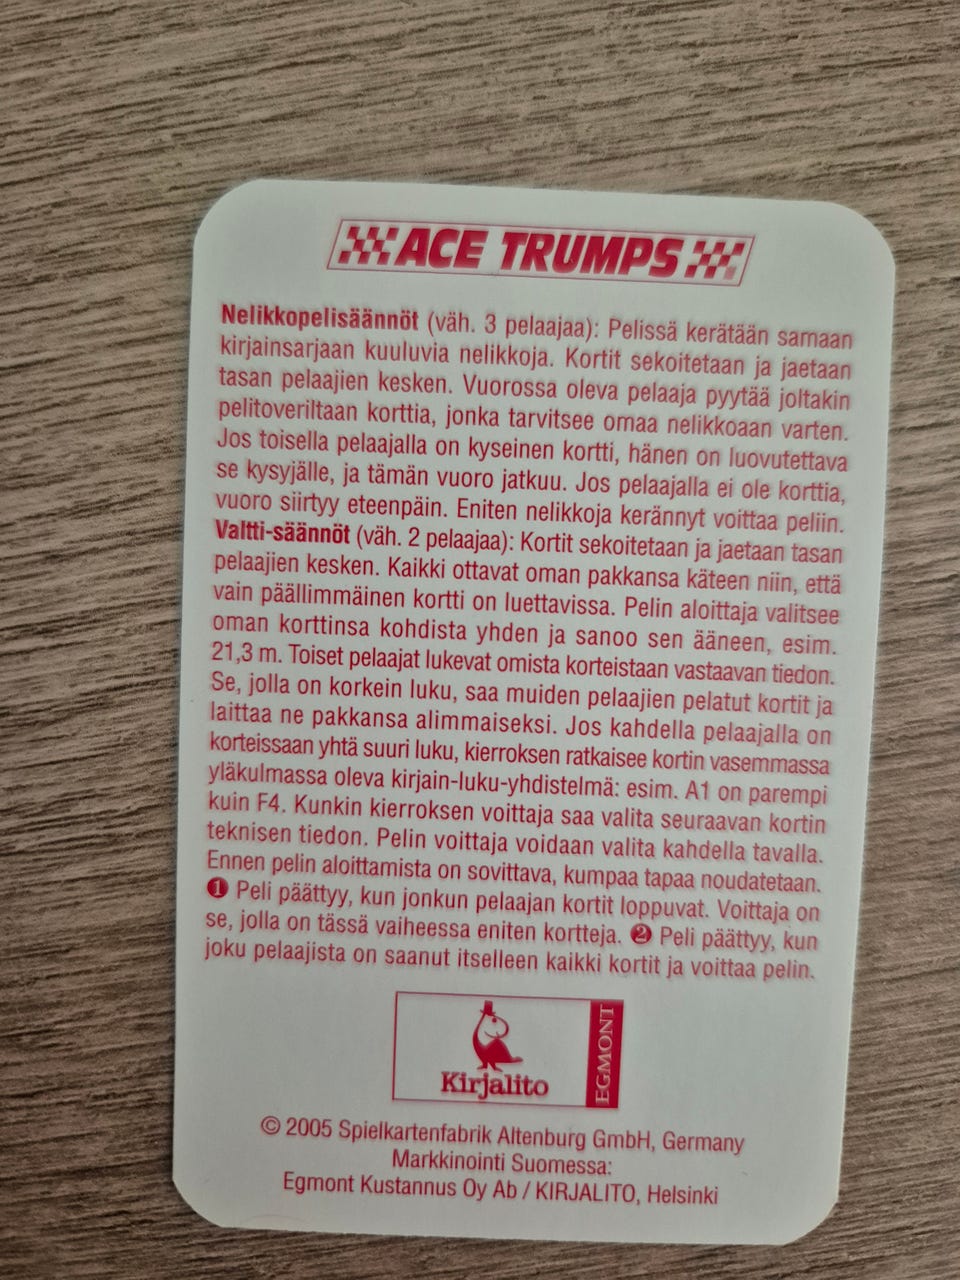 ACE TRUMPS
Nelikkopelisäännöt (väh. 3 pelaajaa): Pelissä kerätään samaan
kirjainsarjaan kuuluvia nelikkoja. Kortit sekoitetaan ja jaetaan
tasan pelaajien kesken. Vuorossa oleva pelaaja pyytää joltakin
pelitoveriltaan korttia, jonka tarvitsee omaa nelikkoaan varten.
Jos toisella pelaajalla on kyseinen kortti, hänen on luovutettava
se kysyjälle, ja tämän vuoro jatkuu. Jos pelaajalla ei ole korttia,
vuoro siirtyy eteenpäin. Eniten nelikkoja kerännyt voittaa peliin.
Valtti-säännöt (väh. 2 pelaajaa): Kortit sekoitetaan ja jaetaan tasan
pelaajien kesken. Kaikki ottavat oman pakkansa käteen niin, että
vain päällimmäinen kortti on luettavissa. Pelin aloittaja valitsee
oman korttinsa kohdista yhden ja sanoo sen ääneen, esim.
21,3 m. Toiset pelaajat lukevat omista korteistaan vastaavan tiedon.
Se, jolla on korkein luku, saa muiden pelaajien pelatut kortit ja
laittaa ne pakkansa alimmaiseksi. Jos kahdella pelaajalla on
korteissaan yhtä suuri luku, kierroksen ratkaisee kortin vasemmassa
yläkulmassa oleva kirjain-luku-yhdistelmä: esim. A1 on parempi
kuin F4. Kunkin kierroksen voittaja saa valita seuraavan kortin
teknisen tiedon. Pelin voittaja voidaan valita kahdella tavalla.
Ennen pelin aloittamista on sovittava, kumpaa tapaa noudatetaan.
❶ Peli päättyy, kun jonkun pelaajan kortit loppuvat. Voittaja on
se, jolla on tässä vaiheessa eniten kortteja. ❷ Peli päättyy, kun
joku pelaajista on saanut itselleen kaikki kortit ja voittaa pelin.
Kirjalito
EGMONT
© 2005 Spielkartenfabrik Altenburg GmbH, Germany
Markkinointi Suomessa:
Egmont Kustannus Oy Ab / KIRJALITO, Helsinki